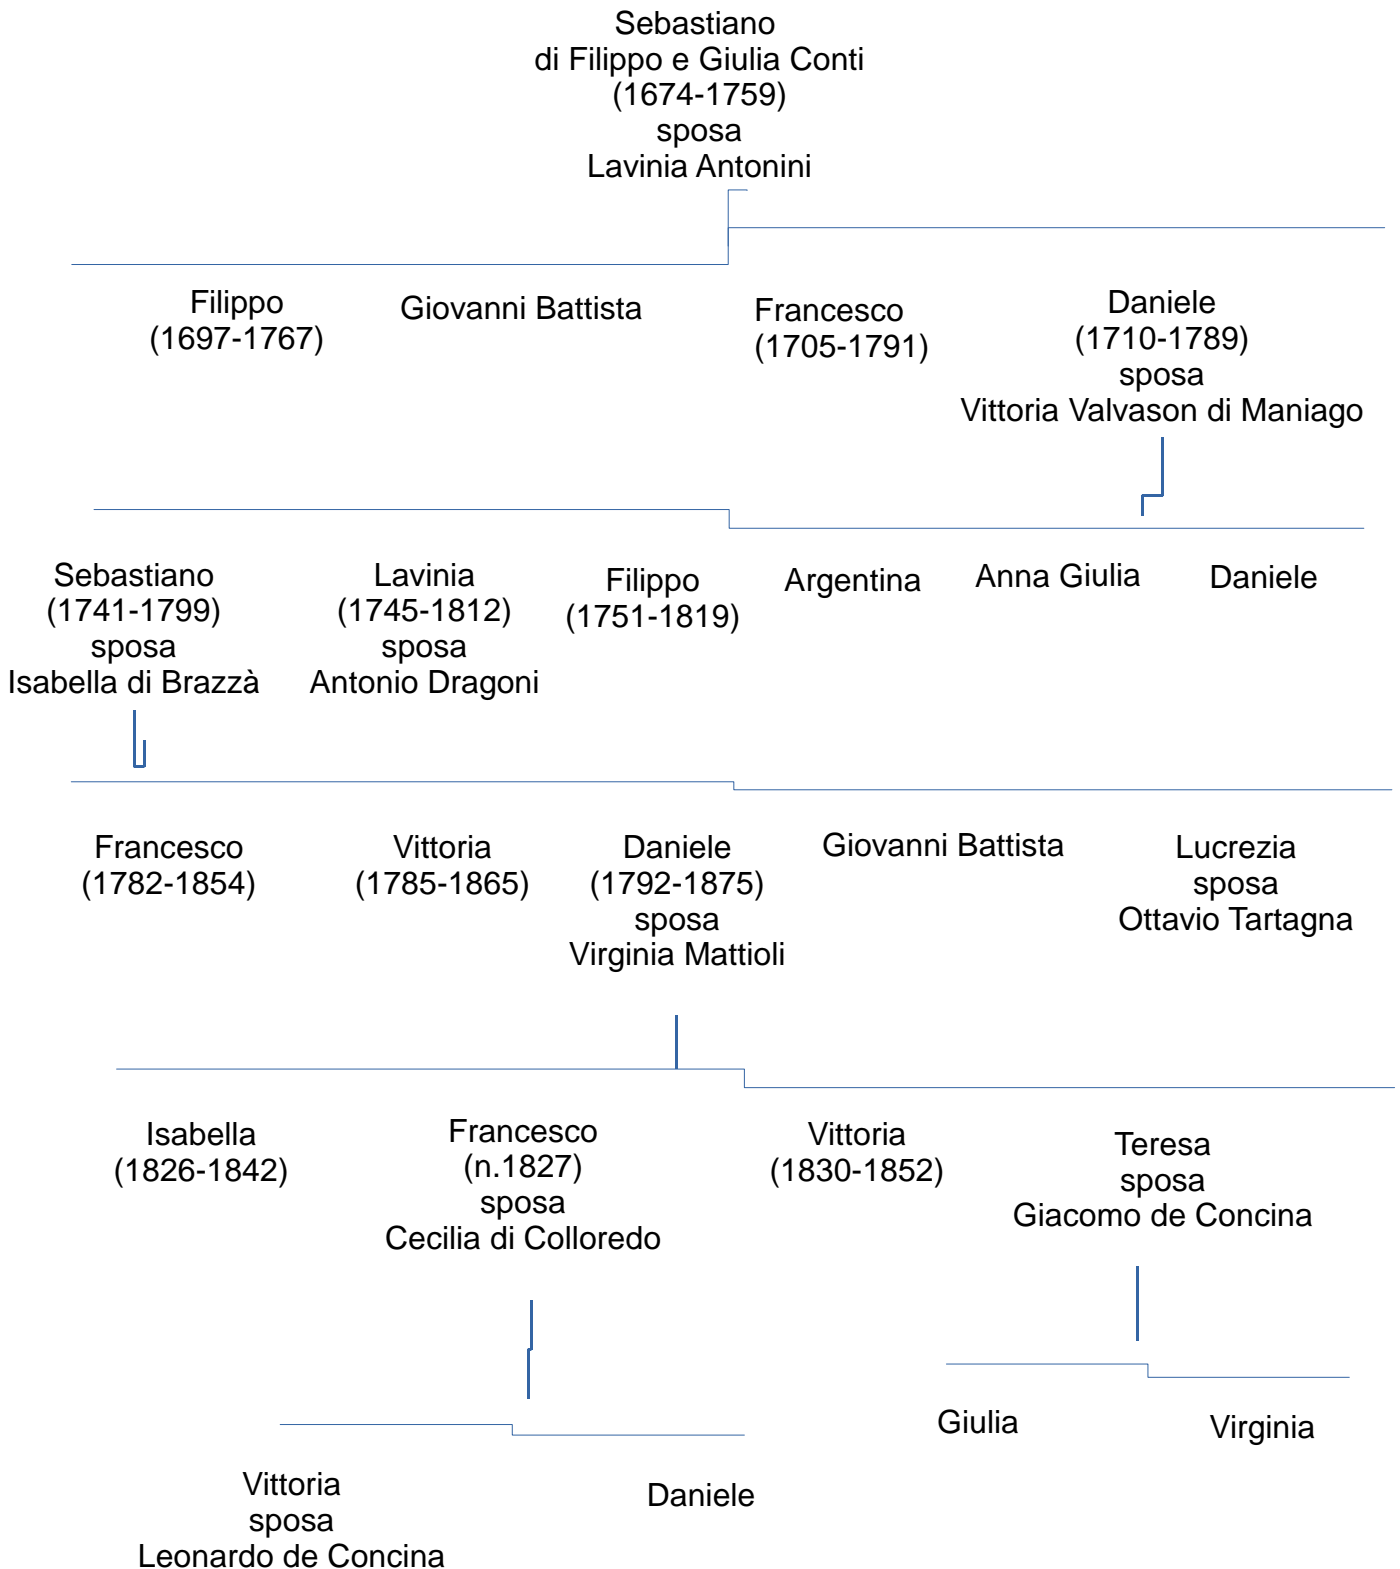 Sebastiano
di Filippo e Giulia Conti
(1674-1759)
sposa
Lavinia Antonini
Filippo
(1697-1767)
Giovanni Battista
Francesco
(1705-1791)
Daniele
(1710-1789)
sposa
Vittoria Valvason di Maniago
Sebastiano
(1741-1799)
sposa
Isabella di Brazzà
Lavinia
(1745-1812)
sposa
Antonio Dragoni
Filippo
(1751-1819)
Argentina
Anna Giulia
Daniele
Francesco
(1782-1854)
Vittoria
(1785-1865)
Daniele
(1792-1875)
sposa
Virginia Mattioli
Giovanni Battista
Lucrezia
sposa
Ottavio Tartagna
Isabella
(1826-1842)
Francesco
(n.1827)
sposa
Cecilia di Colloredo
Vittoria
(1830-1852)
Teresa
sposa
Giacomo de Concina
Vittoria
sposa
Leonardo de Concina
Daniele
Giulia
Virginia